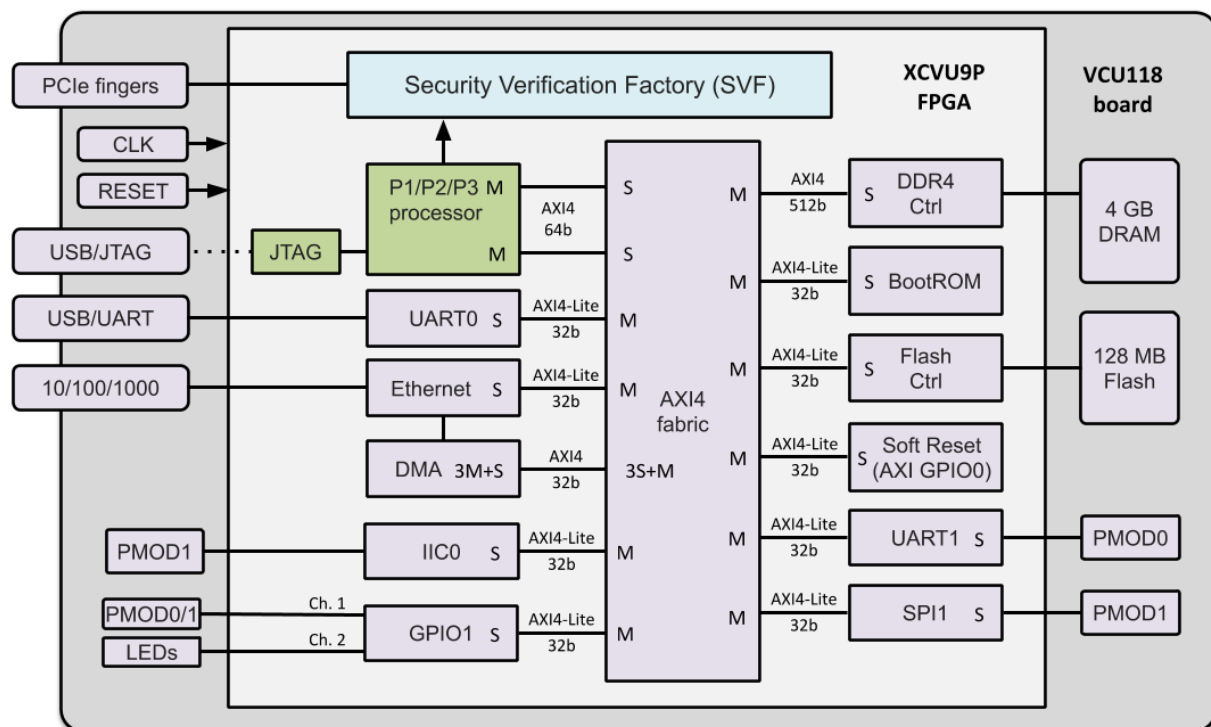 Security Verification Factory (SVF)
XCVU9P
FPGA
VCU118
board
PCIe fingers
CLK
RESET
USB/JTAG
JTAG
P1/P2/P3 M
processor
M
AXI4
64b
S
S
USB/UART
UART0 S
AXI4-Lite
32b
M
10/100/1000
Ethernet S
AXI4-Lite
32b
M
DMA 3M+S
AXI4
32b
3S+M
PMOD1
IIC0 S
AXI4-Lite
32b
M
PMOD0/1
Ch. 1
LEDs
Ch. 2
GPIO1 S
AXI4-Lite
32b
M
AXI4
fabric
M
AXI4
512b
S DDR4
Ctrl
4 GB
DRAM
M
AXI4-Lite
32b
S BootROM
M
AXI4-Lite
32b
S Flash
Ctrl
128 MB
Flash
M
AXI4-Lite
32b
S Soft Reset
(AXI GPIO0)
M
AXI4-Lite
32b
UART1 S
PMOD0
M
AXI4-Lite
32b
SPI1 S
PMOD1